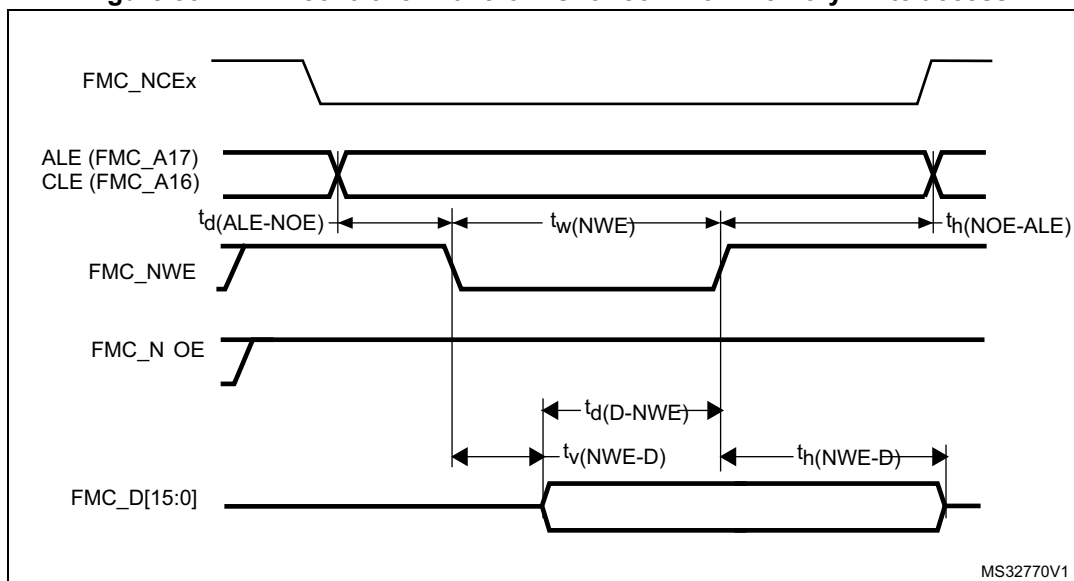 FMC_NCEx
ALE (FMC_A17)
CLE (FMC_A16)
td(ALE-NOE)
tw(NWE)
th(NOE-ALE)
FMC_NWE
FMC_N OE
td(D-NWE)
tv(NWE-D)
th(NWE-D)
FMC_D[15:0]
MS32770V1